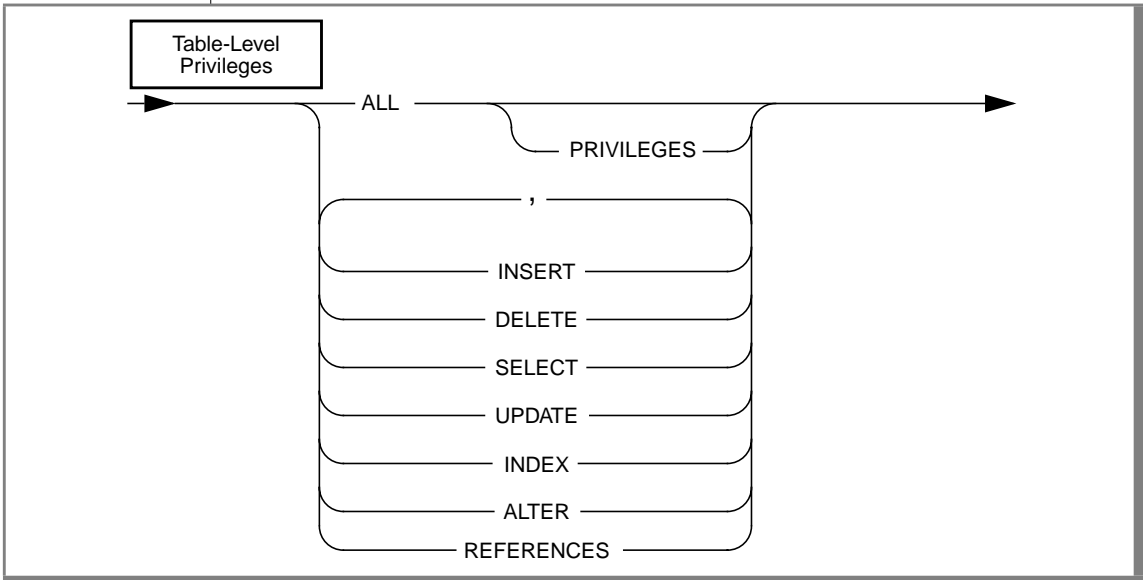 Table-Level
Privileges
ALL
PRIVILEGES
,
INSERT
DELETE
SELECT
UPDATE
INDEX
ALTER
REFERENCES